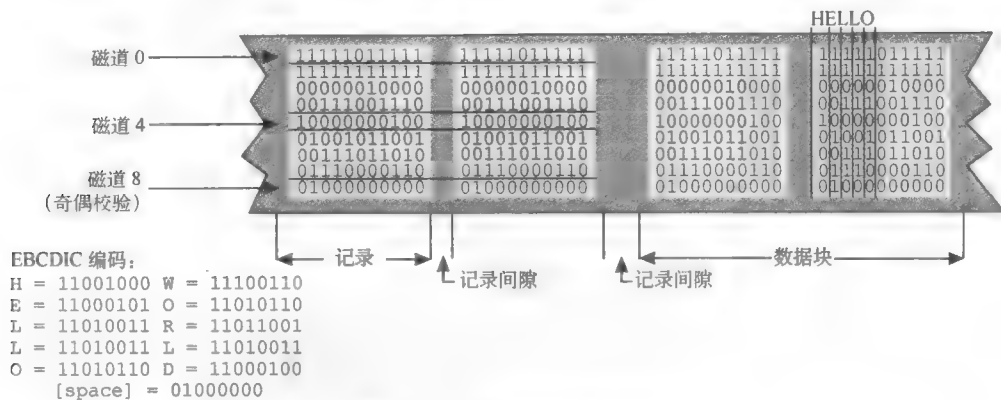 HELLO
磁道 0 11111011111 11111011111 11111011111 11111011111
11111111111 11111111111 11111111111 11111111111
00000010000 00000010000 00000010000 00000010000
00111001110 00111001110 00111001110 00111001110
磁道 4 10000000100 10000000100 10000000100 10000000100
01001011001 01001011001 01001011001 01001011001
00111011010 00111011010 00111011010 00111011010
01110000110 01110000110 01110000110 01110000110
磁道 8 01000000000 01000000000 01000000000 01000000000
(奇偶校验)
记录 记录间隙 记录间隙 数据块
EBCDIC 编码:
H = 11001000 W = 11100110
E = 11000101 O = 11010110
L = 11010011 R = 11011001
L = 11010011 L = 11010011
O = 11010110 D = 11000100
[space] = 01000000